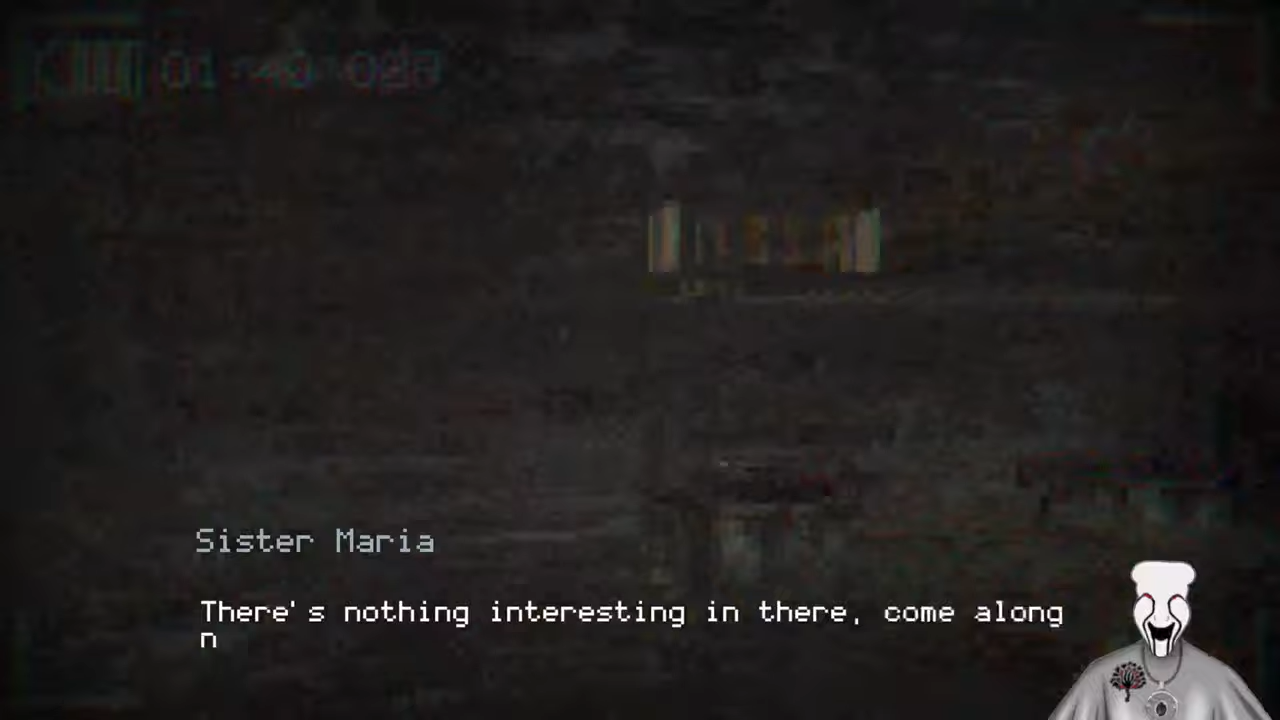 Sister Maria
There's nothing interesting in there, come along
n